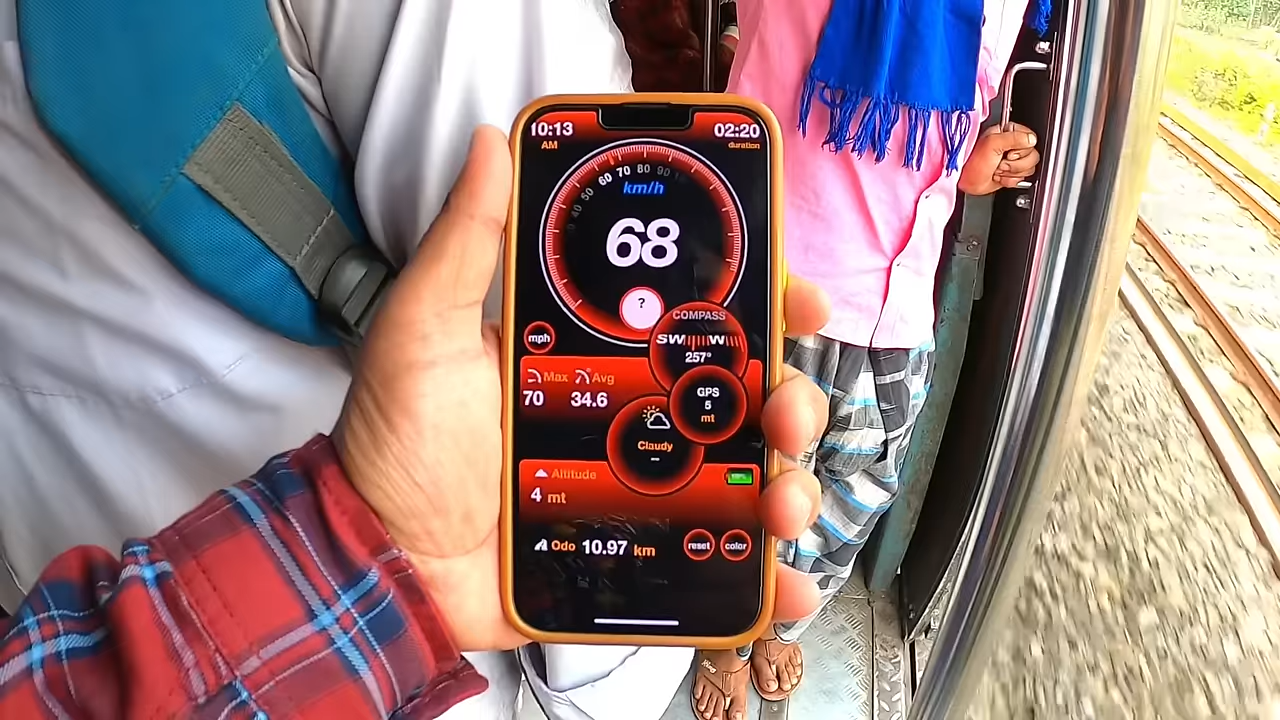 10:13 02:20
AM duration
40 50 60 70 80 90
km/h
68
?
COMPASS
SW W
257°
mph
Max Avg
70 34.6
GPS
5
mt
Claudy
--
Altitude
4 mt
Odo 10.97 km
reset color